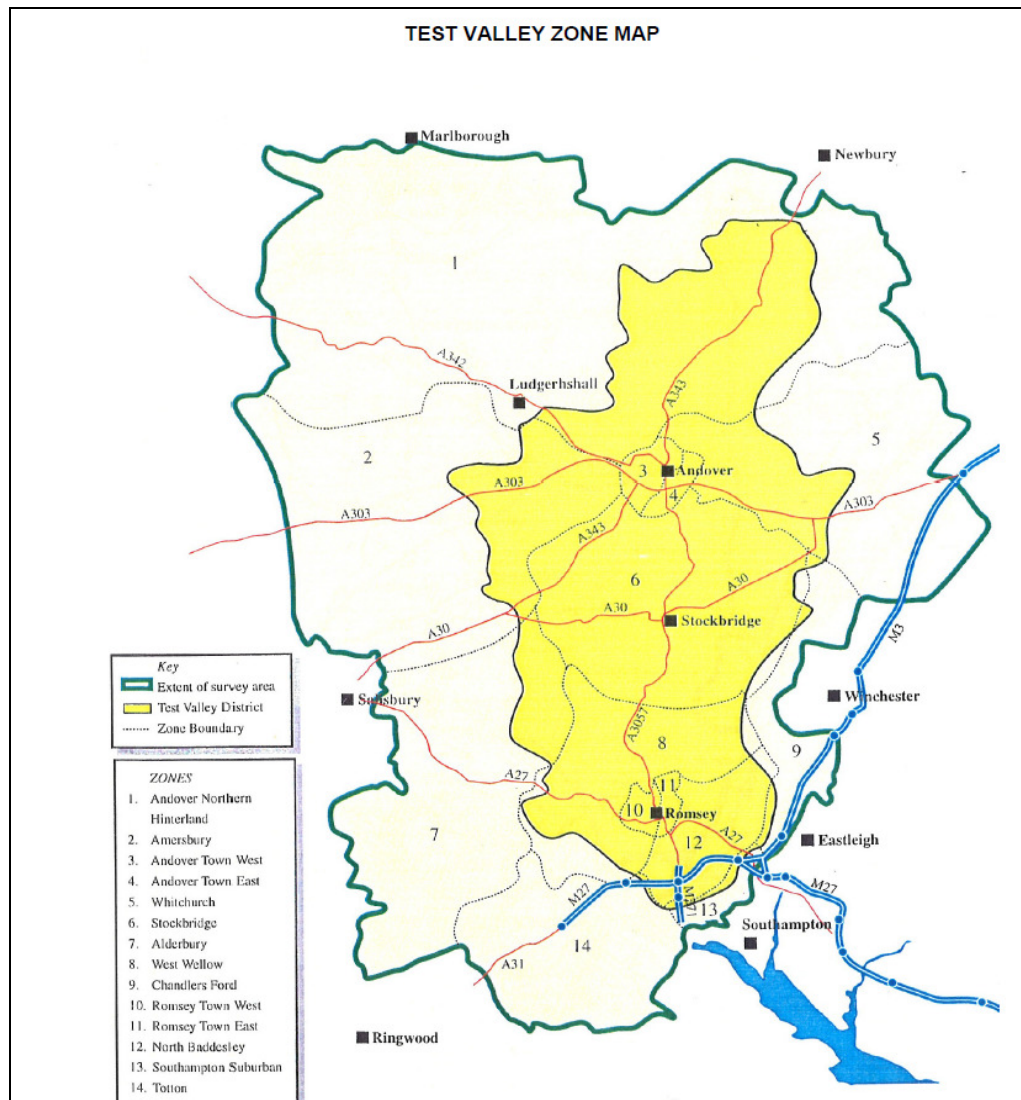 TEST VALLEY ZONE MAP
Marlborough
Newbury
1
A342
Ludgerhshall
A343
2
5
3
Andover
4
A303
A303
A303
A343
6
A30
A30
Stockbridge
A30
M3
Key
Extent of survey area
Test Valley District
Zone Boundary
Salisbury
Winchester
A3057
8
9
ZONES
1. Andover Northern
Hinterland
2. Amersbury
3. Andover Town West
4. Andover Town East
5. Whitchurch
6. Stockbridge
7. Alderbury
8. West Wellow
9. Chandlers Ford
10. Romsey Town West
11. Romsey Town East
12. North Baddesley
13. Southampton Suburban
14. Totton
A27
11
10
Romsey
7
12
A27
Eastleigh
M27
M27
M271
13
Southampton
14
A31
Ringwood